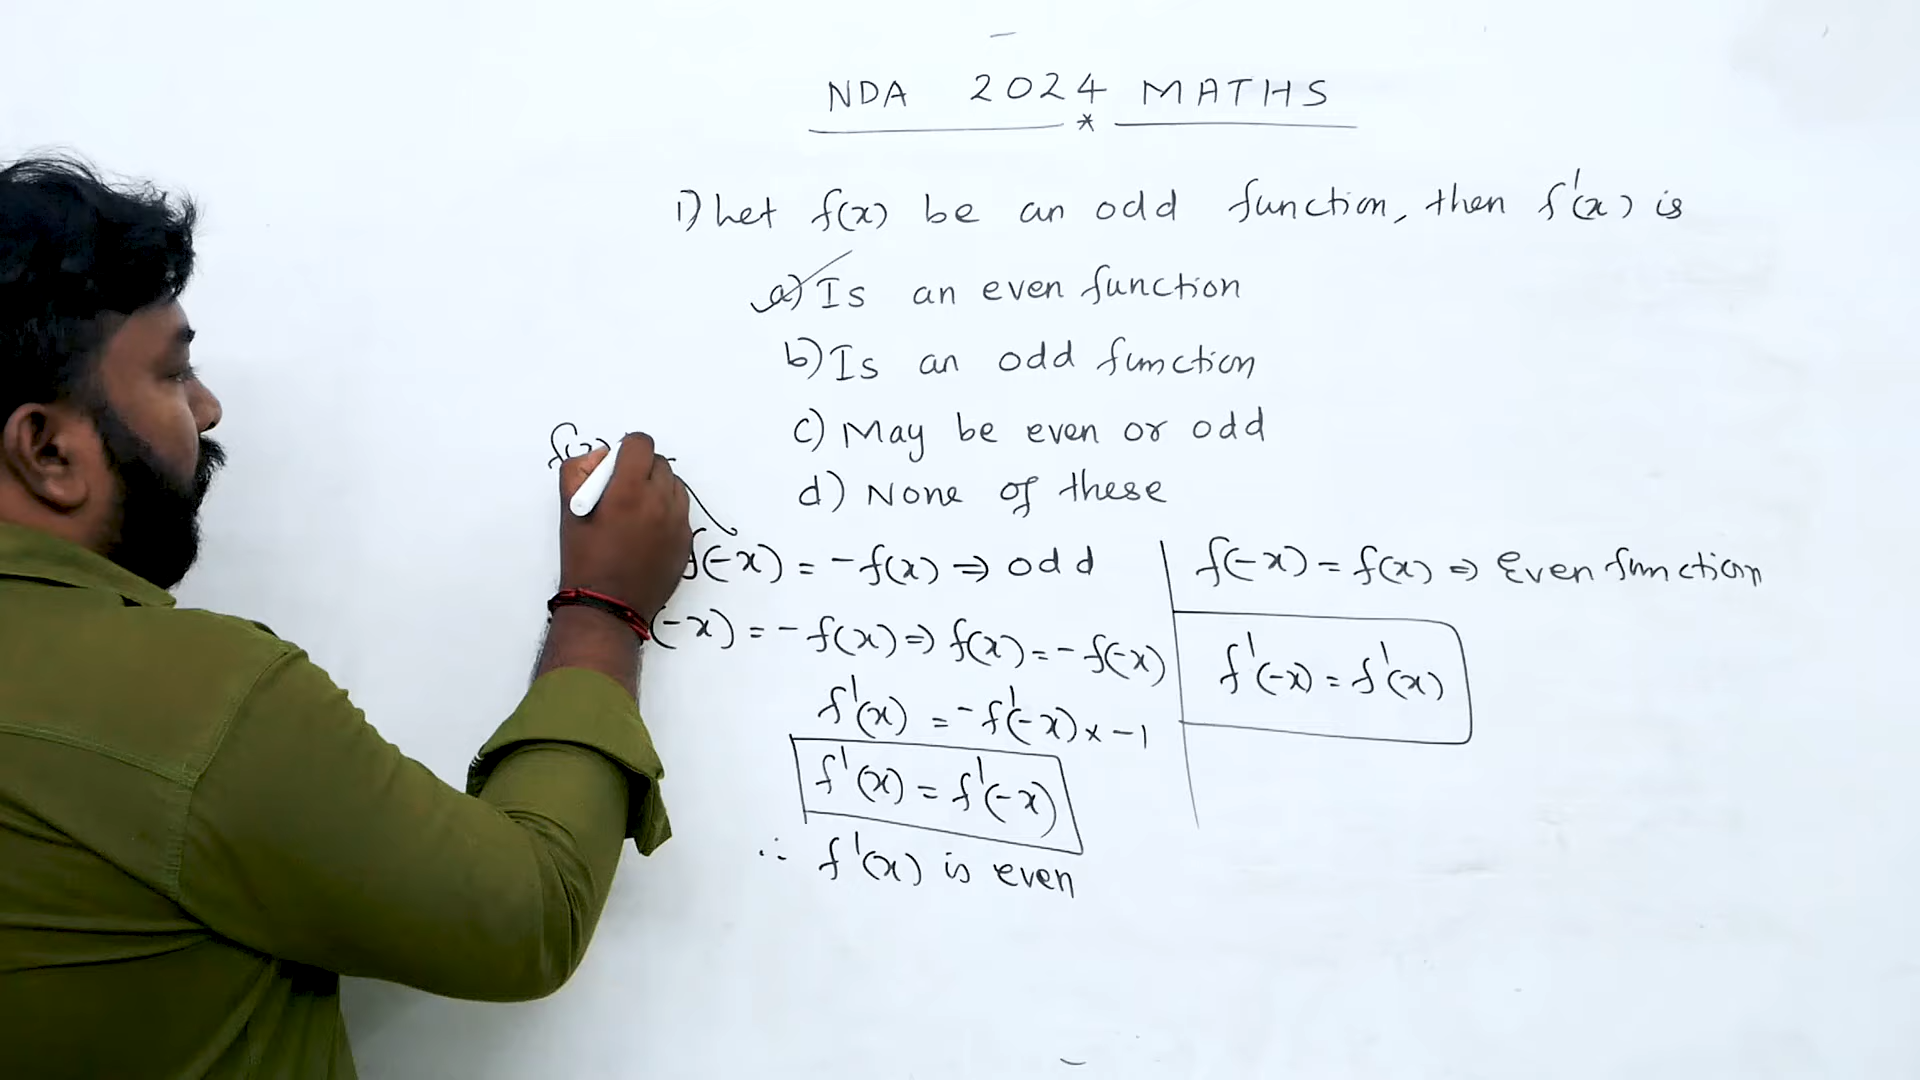 NDA 2024 MATHS
*
1) Let f(x) be an odd function, then f'(x) is
a) Is an even function
b) Is an odd function
c) May be even or odd
d) None of these
f(x)
f(-x) = -f(x) ⇒ odd
(-x) = -f(x) ⇒ f(x) = -f(-x)
f'(x) = -f'(-x) × -1
f'(x) = f'(-x)
∴ f'(x) is even
f(-x) = f(x) ⇒ Even function
f'(-x) = f'(x)